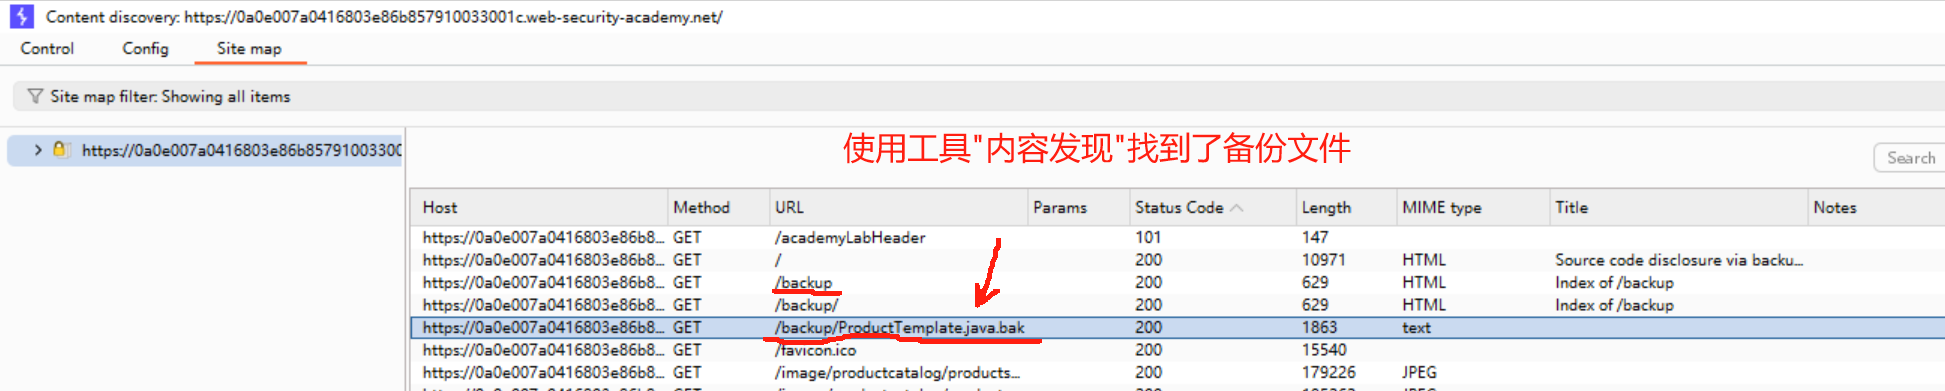 Content discovery: https://0a0e007a0416803e86b857910033001c.web-security-academy.net/
Control Config Site map
Site map filter: Showing all items
https://0a0e007a0416803e86b85791003300
使用工具"内容发现"找到了备份文件
Search
Host Method URL Params Status Code Length MIME type Title Notes
https://0a0e007a0416803e86b8... GET /academyLabHeader 101 147
https://0a0e007a0416803e86b8... GET / 200 10971 HTML Source code disclosure via backu...
https://0a0e007a0416803e86b8... GET /backup 200 629 HTML Index of /backup
https://0a0e007a0416803e86b8... GET /backup/ 200 629 HTML Index of /backup
https://0a0e007a0416803e86b8... GET /backup/ProductTemplate.java.bak 200 1863 text
https://0a0e007a0416803e86b8... GET /favicon.ico 200 15540
https://0a0e007a0416803e86b8... GET /image/productcatalog/products... 200 179226 JPEG